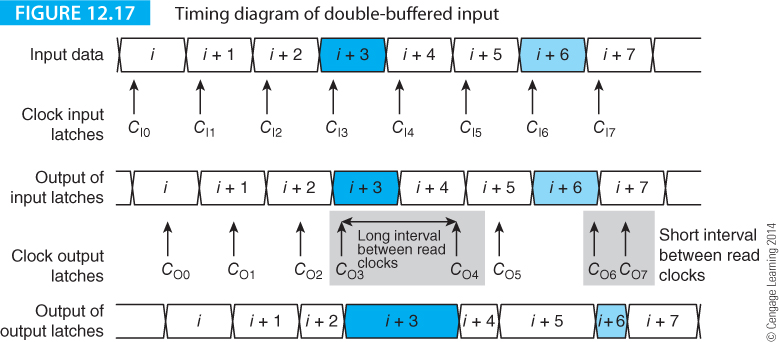 FIGURE 12.17 Timing diagram of double-buffered input
Input data
i i + 1 i + 2 i + 3 i + 4 i + 5 i + 6 i + 7
Clock input
latches
CI0 CI1 CI2 CI3 CI4 CI5 CI6 CI7
Output of
input latches
i i + 1 i + 2 i + 3 i + 4 i + 5 i + 6 i + 7
Clock output
latches
Long interval
between read
clocks
CO0 CO1 CO2 CO3 CO4 CO5 CO6 CO7
Short interval
between read
clocks
Output of
output latches
i i + 1 i + 2 i + 3 i + 4 i + 5 i + 6 i + 7
© Cengage Learning 2014